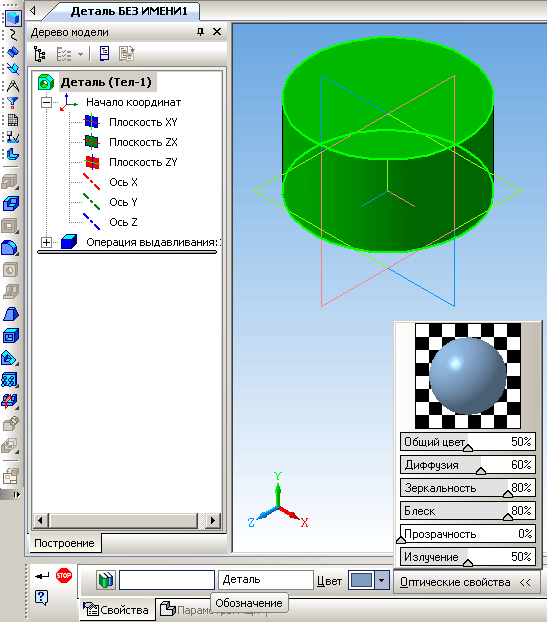 Деталь БЕЗ ИМЕНИ1
Дерево модели
Деталь (Тел-1)
Начало координат
Плоскость XY
Плоскость ZX
Плоскость ZY
Ось X
Ось Y
Ось Z
Операция выдавливания:
Построение
Y
Z
X
Общий цвет 50%
Диффузия 60%
Зеркальность 80%
Блеск 80%
Прозрачность 0%
Излучение 50%
STOP
Деталь
Цвет
Оптические свойства <<
Свойства
Обозначение